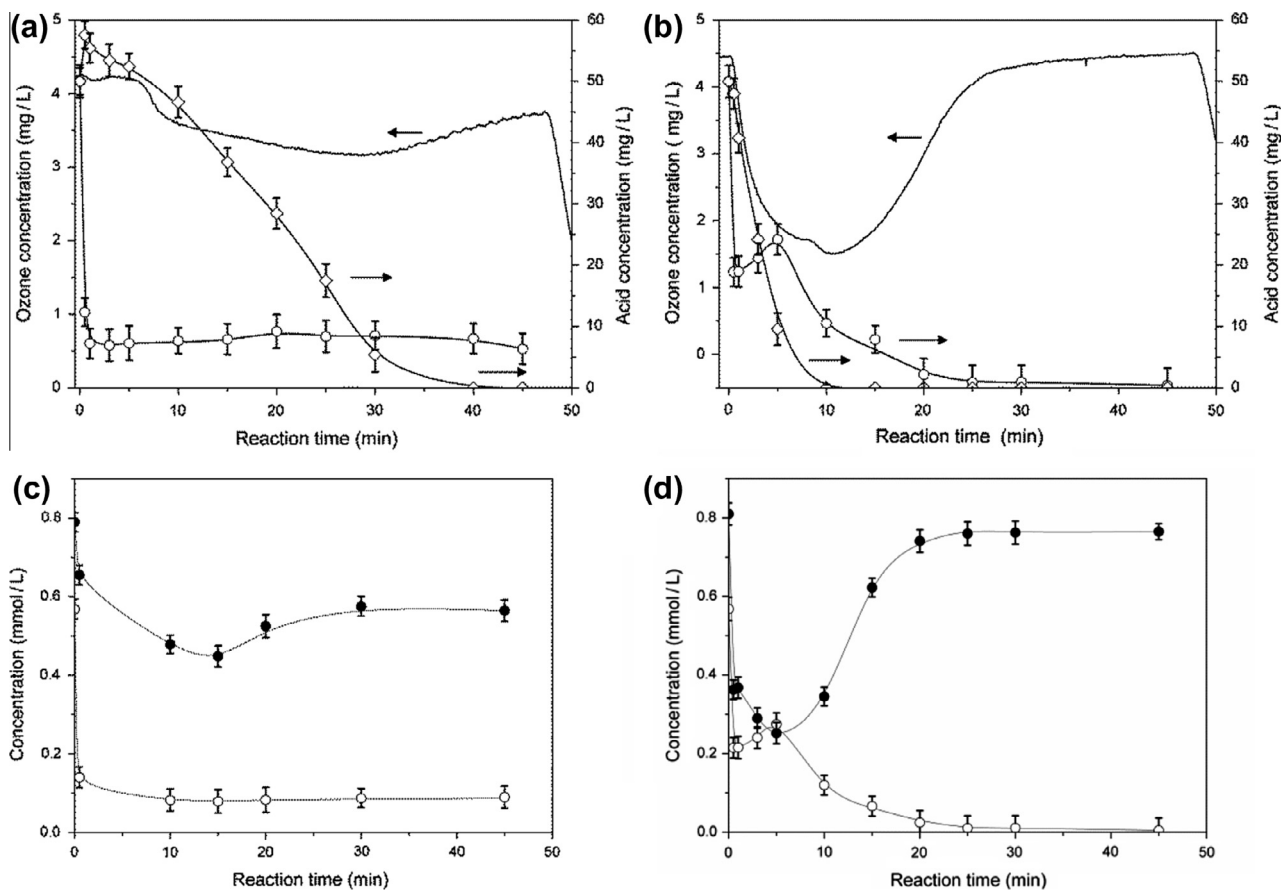 (a)
5
4
3
2
1
0
Ozone concentration (mg / L)
60
50
40
30
20
10
0
Acid concentration (mg / L)
0 10 20 30 40 50
Reaction time (min)
(b)
5
4
3
2
1
0
Ozone concentration ( mg / L)
60
50
40
30
20
10
0
Acid concentration (mg / L)
0 10 20 30 40 50
Reaction time (min)
(c)
0.8
0.6
0.4
0.2
0.0
Concentration (mmol / L)
0 10 20 30 40 50
Reaction time (min)
(d)
0.8
0.6
0.4
0.2
0.0
Concentration (mmol / L)
0 10 20 30 40 50
Reaction time (min)